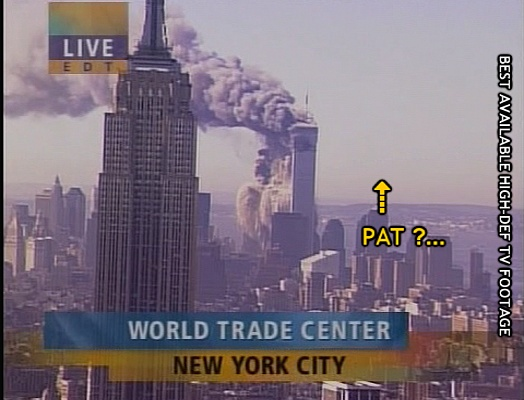 LIVE
EDT
PAT ?...
WORLD TRADE CENTER
NEW YORK CITY
BEST AVAILABLE HIGH-DEF TV FOOTAGE